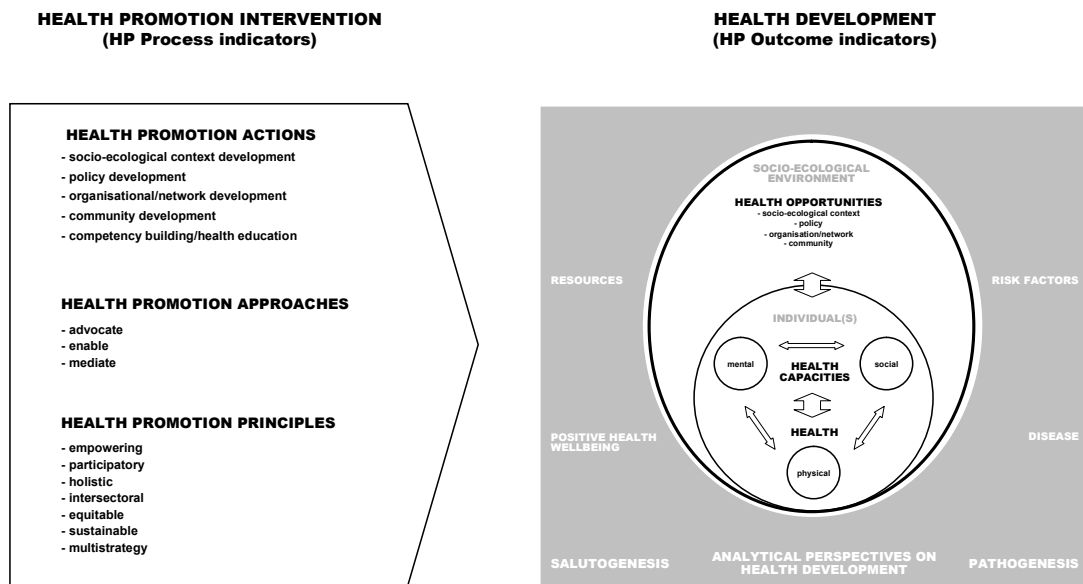 HEALTH PROMOTION INTERVENTION
(HP Process indicators)
HEALTH PROMOTION ACTIONS
- socio-ecological context development
- policy development
- organisational/network development
- community development
- competency building/health education
HEALTH PROMOTION APPROACHES
- advocate
- enable
- mediate
HEALTH PROMOTION PRINCIPLES
- empowering
- participatory
- holistic
- intersectoral
- equitable
- sustainable
- multistrategy
HEALTH DEVELOPMENT
(HP Outcome indicators)
SOCIO-ECOLOGICAL
ENVIRONMENT
HEALTH OPPORTUNITIES
- socio-ecological context
- policy
- organisation/network
- community
RESOURCES
RISK FACTORS
INDIVIDUAL(S)
mental
HEALTH
CAPACITIES
social
HEALTH
physical
POSITIVE HEALTH
WELLBEING
DISEASE
SALUTOGENESIS
ANALYTICAL PERSPECTIVES ON
HEALTH DEVELOPMENT
PATHOGENESIS